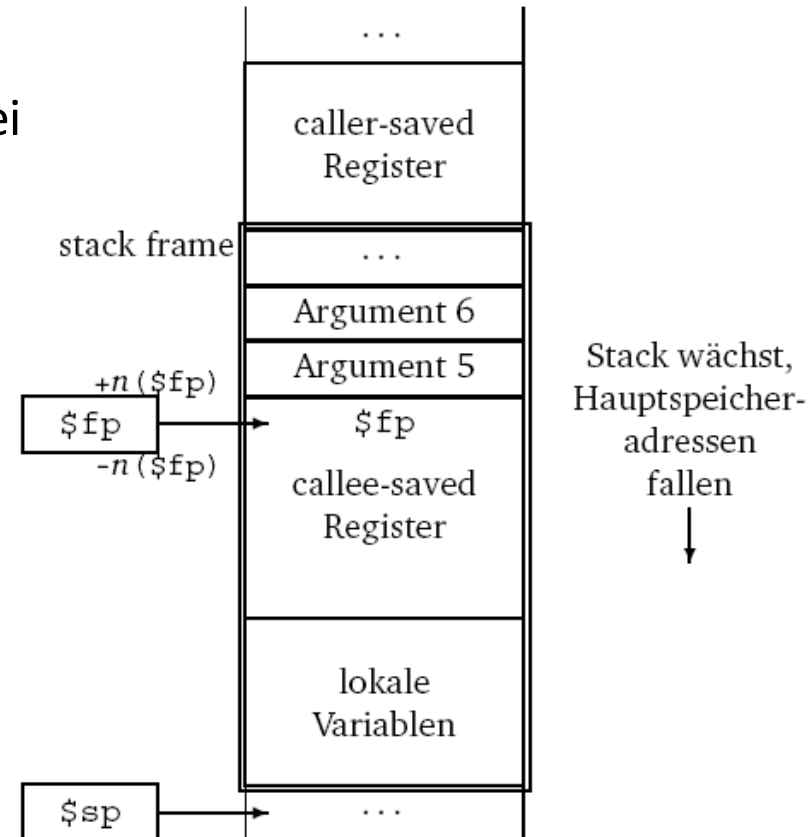 ...
ei
caller-saved
Register
stack frame
...
Argument 6
Argument 5
+n($fp)
$fp
-n($fp)
$fp
callee-saved
Register
Stack wächst,
Hauptspeicher-
adressen
fallen
lokale
Variablen
$sp
...